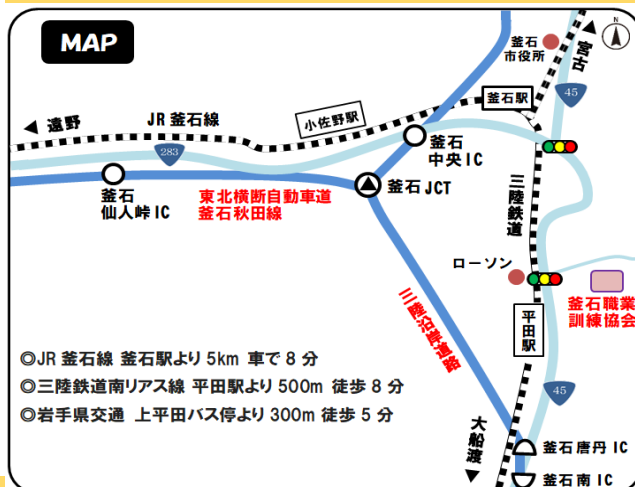 MAP
N
釜石
市役所
宮古
45
遠野
JR 釜石線
小佐野駅
釜石駅
釜石
中央 IC
283
釜石
仙人峠 IC
東北横断自動車道
釜石秋田線
釜石 JCT
三陸鉄道
ローソン
釜石職業
訓練協会
三陸沿岸道路
平田駅
◎JR 釜石線 釜石駅より 5km 車で 8 分
◎三陸鉄道南リアス線 平田駅より 500m 徒歩 8 分
◎岩手県交通 上平田バス停より 300m 徒歩 5 分
45
大船渡
釜石唐丹 IC
釜石南 IC